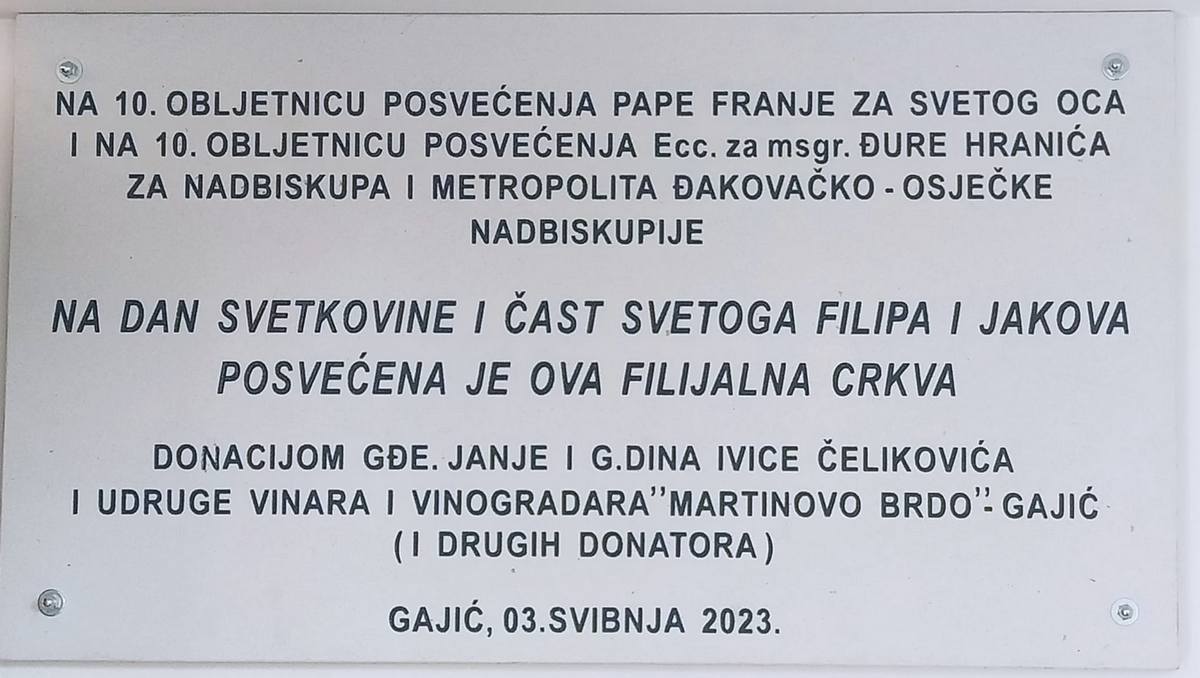 NA 10. OBLJETNICU POSVEĆENJA PAPE FRANJE ZA SVETOG OCA
I NA 10. OBLJETNICU POSVEĆENJA Ecc. za msgr. ĐURE HRANIĆA
ZA NADBISKUPA I METROPOLITA ĐAKOVAČKO - OSJEČKE
NADBISKUPIJE
NA DAN SVETKOVINE I ČAST SVETOGA FILIPA I JAKOVA
POSVEĆENA JE OVA FILIJALNA CRKVA
DONACIJOM GĐE. JANJE I G.DINA IVICE ČELIKOVIĆA
I UDRUGE VINARA I VINOGRADARA''MARTINOVO BRDO''- GAJIĆ
( I DRUGIH DONATORA )
GAJIĆ, 03.SVIBNJA 2023.